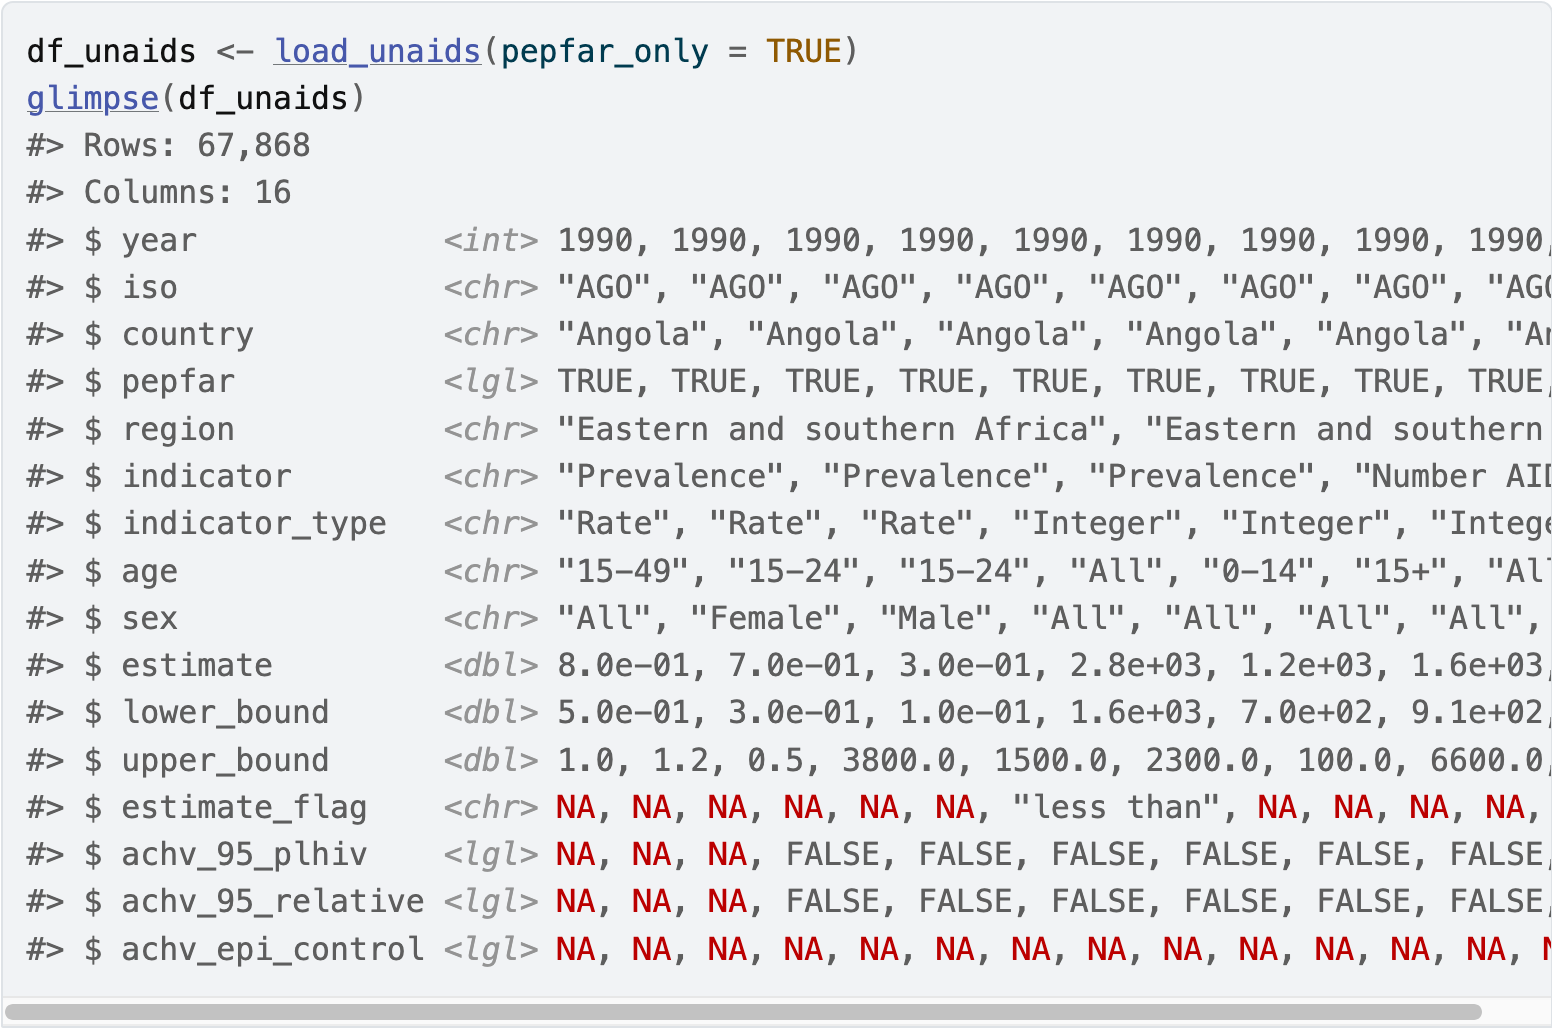 df_unaids <- load_unaids(pepfar_only = TRUE)
glimpse(df_unaids)
#> Rows: 67,868
#> Columns: 16
#> $ year             <int> 1990, 1990, 1990, 1990, 1990, 1990, 1990, 1990, 1990,
#> $ iso              <chr> "AGO", "AGO", "AGO", "AGO", "AGO", "AGO", "AGO", "AGO
#> $ country          <chr> "Angola", "Angola", "Angola", "Angola", "Angola", "An
#> $ pepfar           <lgl> TRUE, TRUE, TRUE, TRUE, TRUE, TRUE, TRUE, TRUE, TRUE,
#> $ region           <chr> "Eastern and southern Africa", "Eastern and southern
#> $ indicator        <chr> "Prevalence", "Prevalence", "Prevalence", "Number AID
#> $ indicator_type   <chr> "Rate", "Rate", "Rate", "Integer", "Integer", "Intege
#> $ age              <chr> "15-49", "15-24", "15-24", "All", "0-14", "15+", "All
#> $ sex              <chr> "All", "Female", "Male", "All", "All", "All", "All",
#> $ estimate         <dbl> 8.0e-01, 7.0e-01, 3.0e-01, 2.8e+03, 1.2e+03, 1.6e+03,
#> $ lower_bound      <dbl> 5.0e-01, 3.0e-01, 1.0e-01, 1.6e+03, 7.0e+02, 9.1e+02,
#> $ upper_bound      <dbl> 1.0, 1.2, 0.5, 3800.0, 1500.0, 2300.0, 100.0, 6600.0,
#> $ estimate_flag    <chr> NA, NA, NA, NA, NA, NA, "less than", NA, NA, NA, NA,
#> $ achv_95_plhiv    <lgl> NA, NA, NA, FALSE, FALSE, FALSE, FALSE, FALSE, FALSE,
#> $ achv_95_relative <lgl> NA, NA, NA, FALSE, FALSE, FALSE, FALSE, FALSE, FALSE,
#> $ achv_epi_control <lgl> NA, NA, NA, NA, NA, NA, NA, NA, NA, NA, NA, NA, NA, N